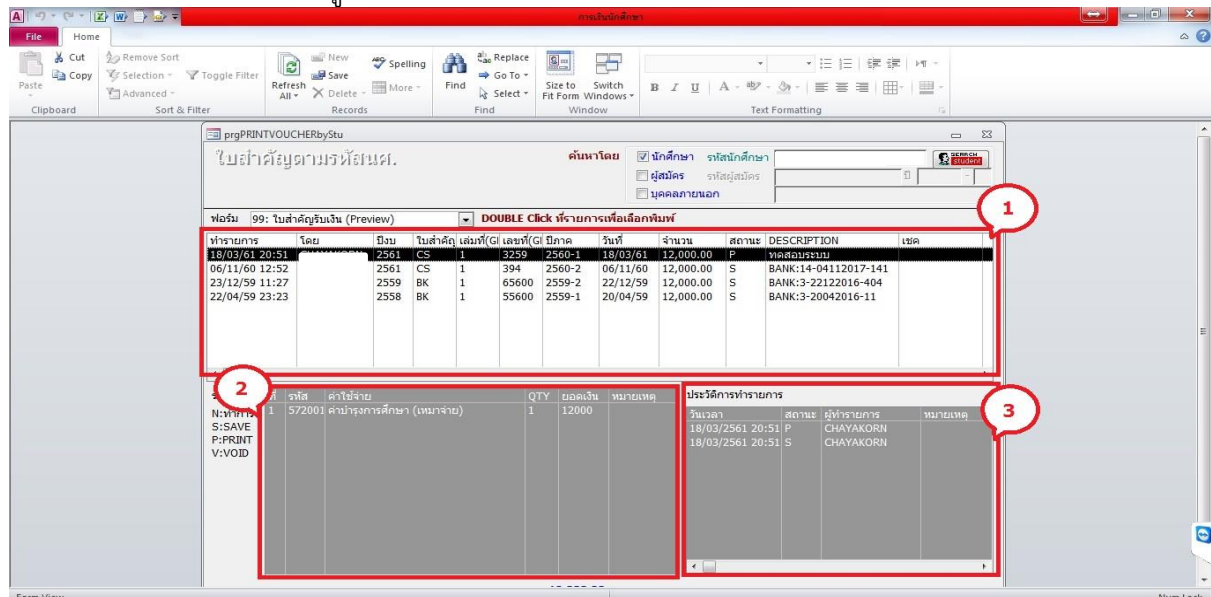 การเงินนักศึกษา
File Home
Cut
Copy
Paste
Clipboard
Remove Sort
Selection
Advanced
Toggle Filter
Sort & Filter
Refresh All
New
Save
Delete
Spelling
More
Records
Find
Replace
Go To
Select
Find
Size to Fit Form
Switch Windows
Window
B I U A
Text Formatting
prgPRINTVOUCHERbyStu
ใบสำคัญตามรหัสนศ.
ค้นหาโดย นักศึกษา รหัสนักศึกษา SEARCH student
ผู้สมัคร รหัสผู้สมัคร ปี -
บุคคลภายนอก
ฟอร์ม 99: ใบสำคัญรับเงิน (Preview) DOUBLE Click ที่รายการเพื่อเลือกพิมพ์
1
ทำรายการ โดย ปีงบ ใบสำคัญ เล่มที่(Gl เลขที่(Gl ปีภาค วันที่ จำนวน สถานะ DESCRIPTION เชค
18/03/61 20:51 2561 CS 1 3259 2560-1 18/03/61 12,000.00 P ทดสอบระบบ
06/11/60 12:52 2561 CS 1 394 2560-2 06/11/60 12,000.00 S BANK:14-04112017-141
23/12/59 11:27 2559 BK 1 65600 2559-2 22/12/59 12,000.00 S BANK:3-22122016-404
22/04/59 23:23 2558 BK 1 55600 2559-1 20/04/59 12,000.00 S BANK:3-20042016-11
2
S:SAVE
P:PRINT
V:VOID
ที่ รหัส ค่าใช้จ่าย QTY ยอดเงิน หมายเหตุ
1 572001 ค่าบำรุงการศึกษา (เหมาจ่าย) 1 12000
3
ประวัติการทำรายการ
วันเวลา สถานะ ผู้ทำรายการ หมายเหตุ
18/03/2561 20:51 P CHAYAKORN
18/03/2561 20:51 S CHAYAKORN
Form View
Num Lock